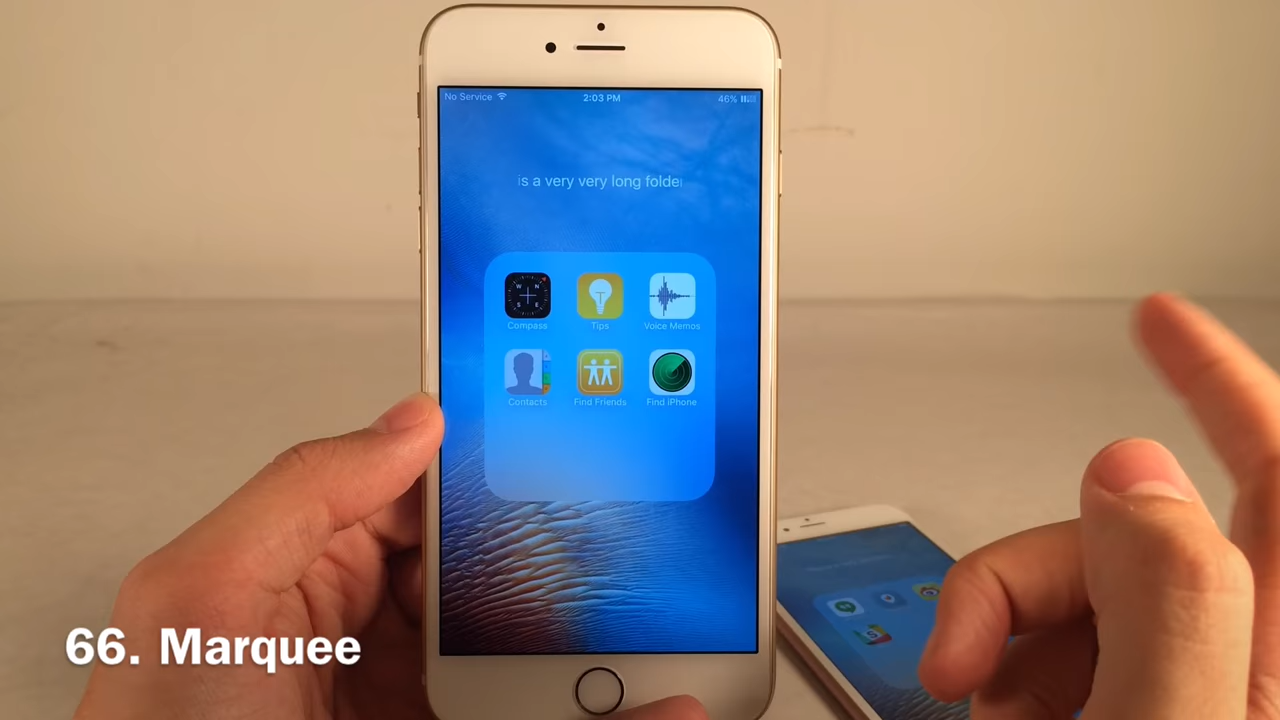 No Service 2:03 PM 46%
is a very very long folder
W N
S E
Compass Tips Voice Memos
Contacts Find Friends Find iPhone
66. Marquee